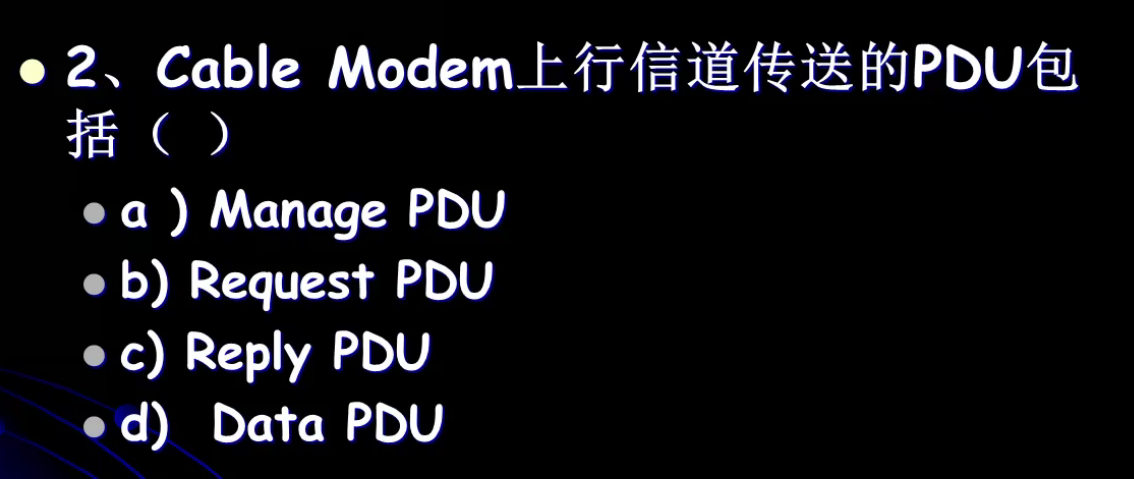 2、Cable Modem上行信道传送的PDU包
括（ ）
a ) Manage PDU
b) Request PDU
c) Reply PDU
d) Data PDU